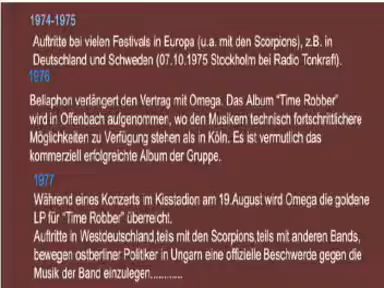 1974-1975
Auftritte bei vielen Festivals in Europa (u.a. mit den Scorpions), z.B. in
Deutschland und Schweden (07.10.1975 Stockholm bei Radio Tonkraft).
1976
Bellaphon verlängert den Vertrag mit Omega. Das Album “Time Robber”
wird in Offenbach aufgenommen, wo den Musikern technisch fortschrittlichere
Möglichkeiten zu Verfügung stehen als in Köln. Es ist vermutlich das
kommerziell erfolgreichte Album der Gruppe.
1977
Während eines Konzerts im Kisstadion am 19.August wird Omega die goldene
LP für “Time Robber” überreicht.
Auftritte in Westdeutschland,teils mit den Scorpions,teils mit anderen Bands,
bewegen ostberliner Politiker in Ungarn eine offizielle Beschwerde gegen die
Musik der Band einzulegen............